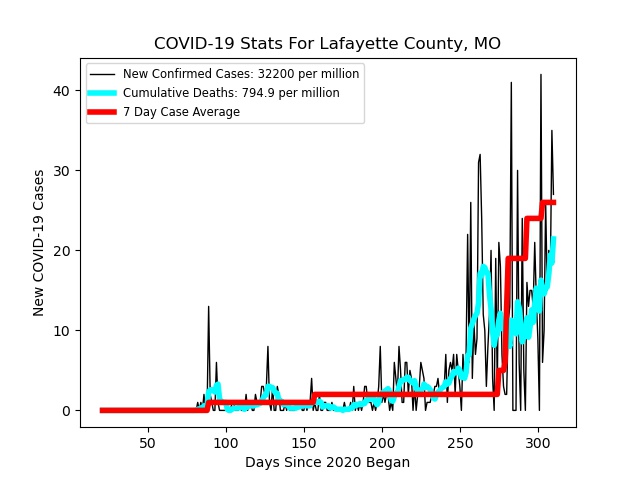 COVID-19 Stats For Lafayette County, MO
New Confirmed Cases: 32200 per million
Cumulative Deaths: 794.9 per million
7 Day Case Average
New COVID-19 Cases
40
30
20
10
0
50 100 150 200 250 300
Days Since 2020 Began